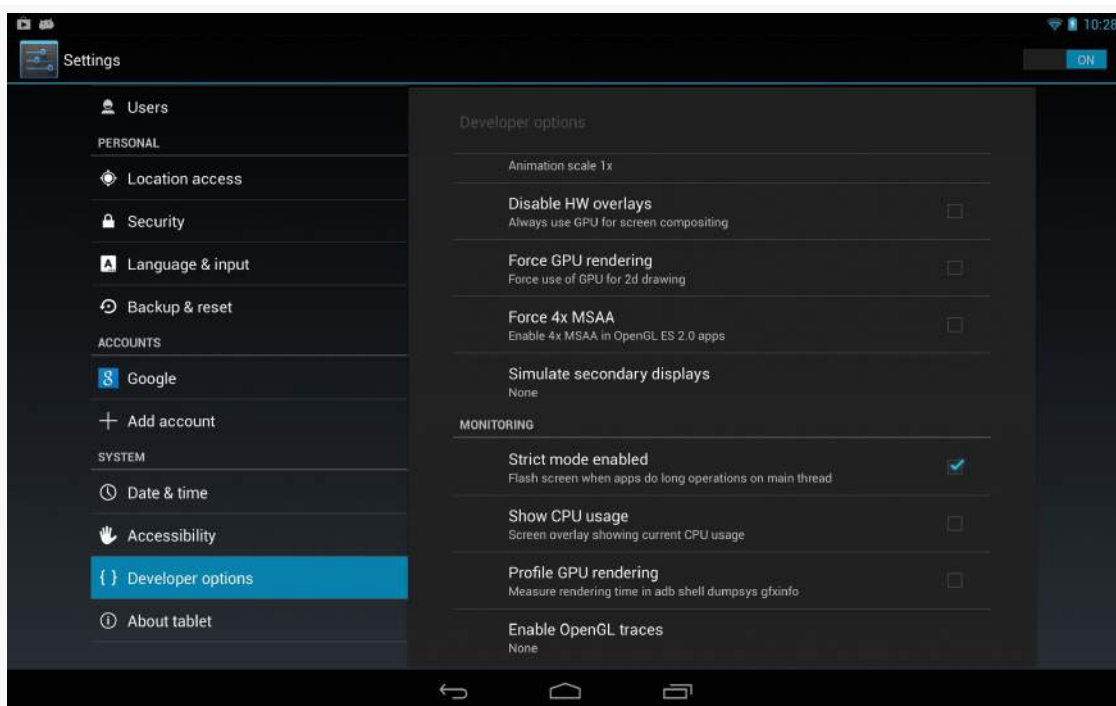 10:28
Settings
ON
Users
PERSONAL
Location access
Security
A Language & input
Backup & reset
ACCOUNTS
8 Google
Add account
SYSTEM
Date & time
Accessibility
{ } Developer options
About tablet
Developer options
Animation scale 1x
Disable HW overlays
Always use GPU for screen compositing
Force GPU rendering
Force use of GPU for 2d drawing
Force 4x MSAA
Enable 4x MSAA in OpenGL ES 2.0 apps
Simulate secondary displays
None
MONITORING
Strict mode enabled
Flash screen when apps do long operations on main thread
Show CPU usage
Screen overlay showing current CPU usage
Profile GPU rendering
Measure rendering time in adb shell dumpsys gfxinfo
Enable OpenGL traces
None